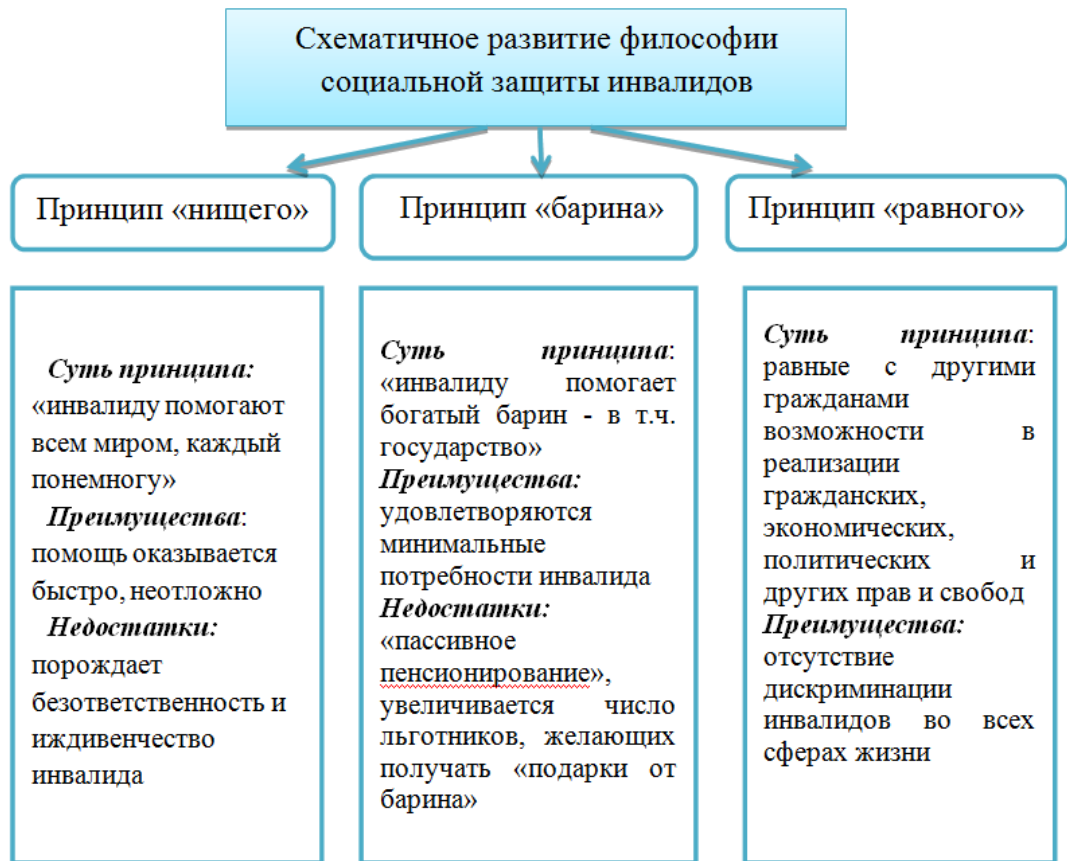 Схематичное развитие философии
социальной защиты инвалидов
Принцип «нищего»
Принцип «барина»
Принцип «равного»
Суть принципа:
«инвалиду помогают
всем миром, каждый
понемногу»
Преимущества:
помощь оказывается
быстро, неотложно
Недостатки:
порождает
безответственность и
иждивенчество
инвалида
Суть принципа:
«инвалиду помогает
богатый барин - в т.ч.
государство»
Преимущества:
удовлетворяются
минимальные
потребности инвалида
Недостатки:
«пассивное
пенсионирование»,
увеличивается число
льготников, желающих
получать «подарки от
барина»
Суть принципа:
равные с другими
гражданами
возможности в
реализации
гражданских,
экономических,
политических и
других прав и свобод
Преимущества:
отсутствие
дискриминации
инвалидов во всех
сферах жизни